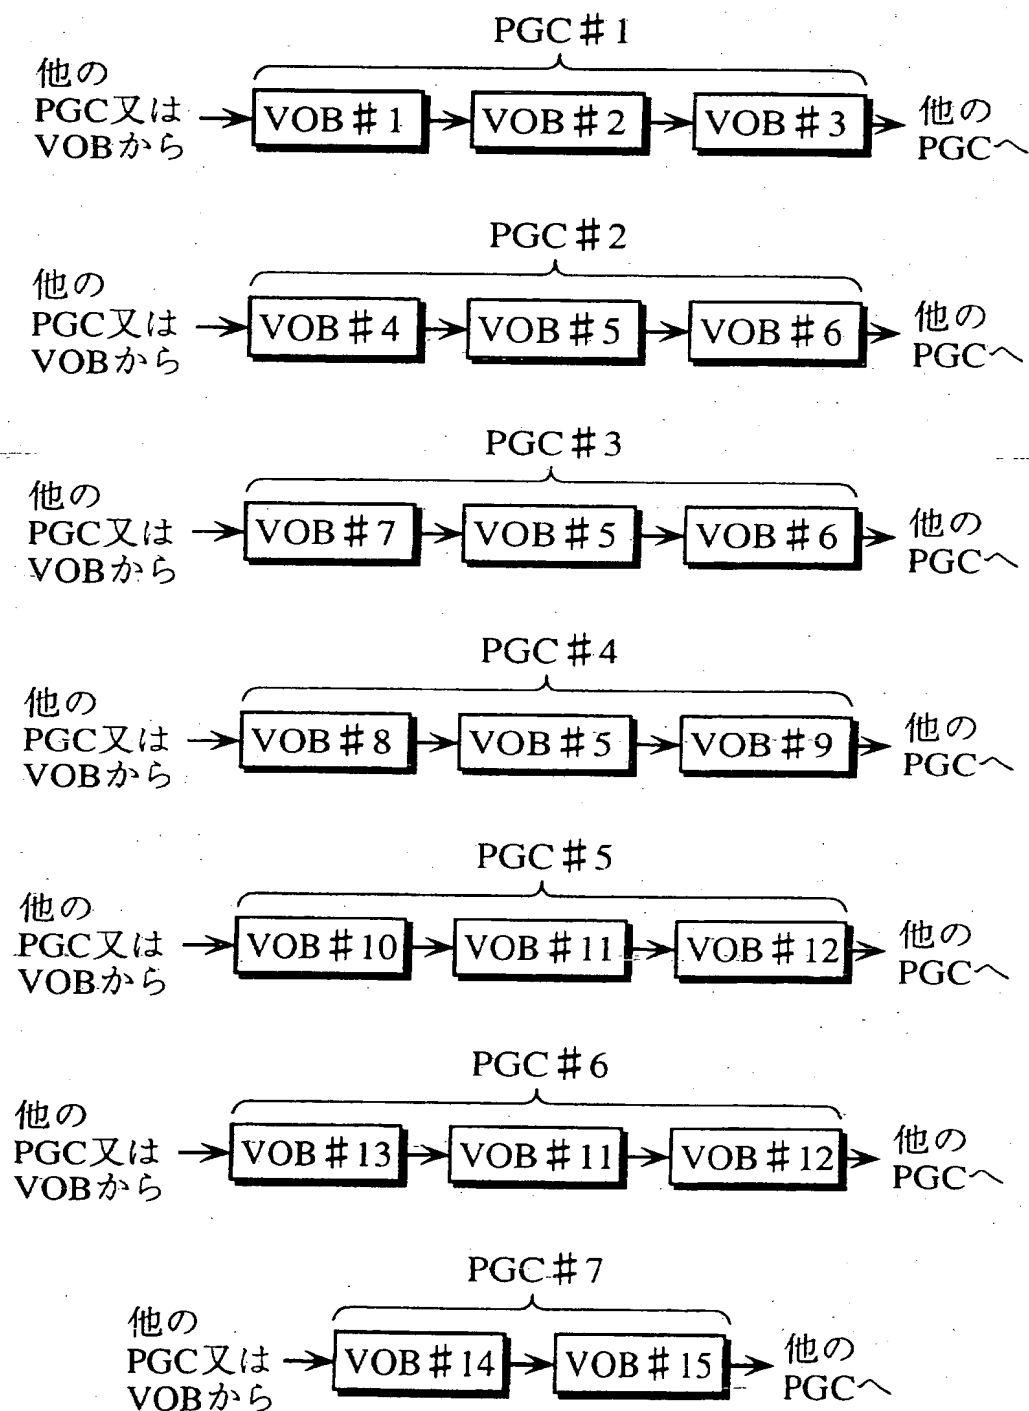 PGC#1
他の
PGC又は
VOBから
VOB#1
VOB#2
VOB#3
他の
PGCへ
PGC#2
他の
PGC又は
VOBから
VOB#4
VOB#5
VOB#6
他の
PGCへ
PGC#3
他の
PGC又は
VOBから
VOB#7
VOB#5
VOB#6
他の
PGCへ
PGC#4
他の
PGC又は
VOBから
VOB#8
VOB#5
VOB#9
他の
PGCへ
PGC#5
他の
PGC又は
VOBから
VOB#10
VOB#11
VOB#12
他の
PGCへ
PGC#6
他の
PGC又は
VOBから
VOB#13
VOB#11
VOB#12
他の
PGCへ
PGC#7
他の
PGC又は
VOBから
VOB#14
VOB#15
他の
PGCへ